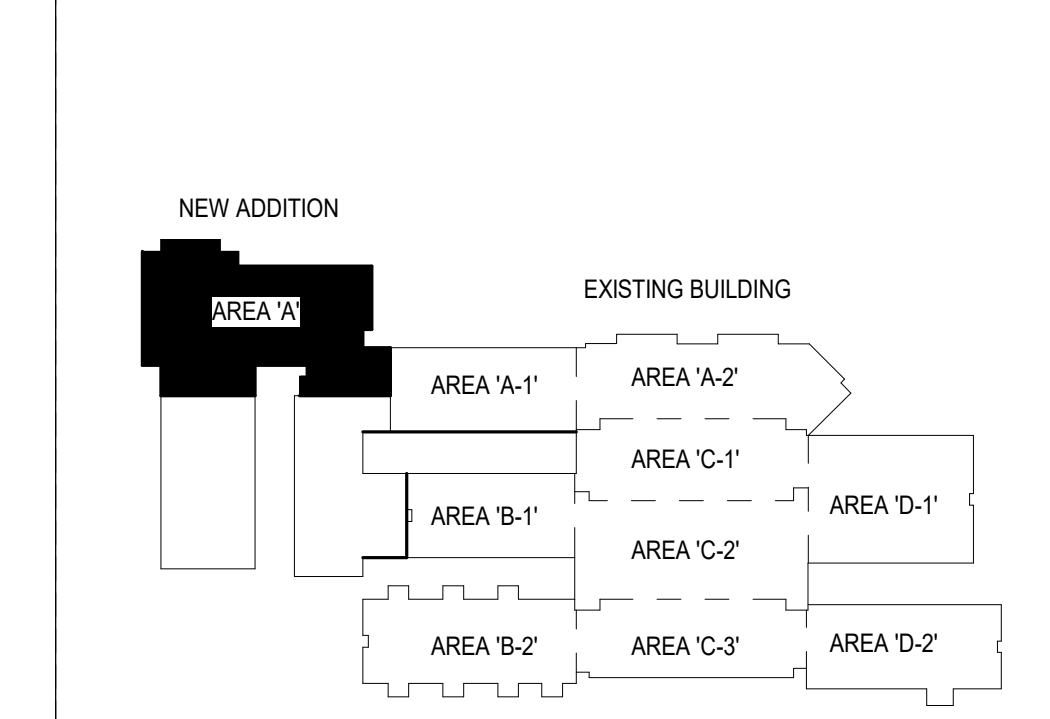 NEW ADDITION
AREA 'A'
EXISTING BUILDING
AREA 'A-1'
AREA 'A-2'
AREA 'C-1'
AREA 'D-1'
AREA 'B-1'
AREA 'C-2'
AREA 'B-2'
AREA 'C-3'
AREA 'D-2'